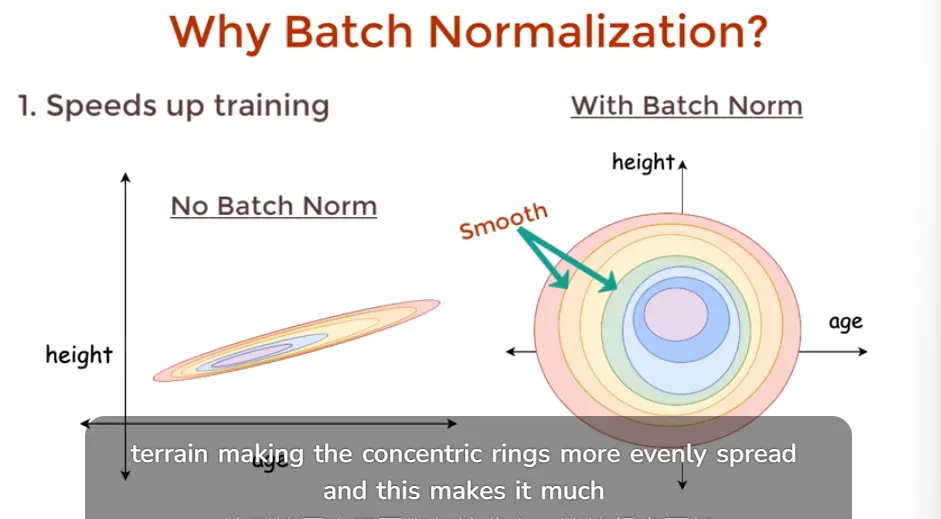 Why Batch Normalization?
1. Speeds up training
With Batch Norm
height
No Batch Norm
Smooth
age
height
age
terrain making the concentric rings more evenly spread
and this makes it much